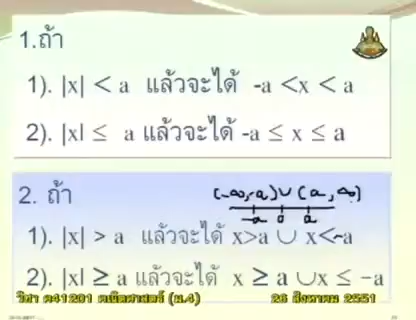 1.ถ้า
1). |x| < a แล้วจะได้ -a <x < a
2). |x| ≤ a แล้วจะได้ -a ≤ x ≤ a
2. ถ้า
(-∞,-a)∪(a,∞)
-a 0 a
1). |x| > a แล้วจะได้ x>a ∪ x<-a
2). |x| ≥ a แล้วจะได้ x ≥ a ∪x ≤ -a
วิชา ค41201 คณิตศาสตร์ (ม.4) 26 สิงหาคม 2551